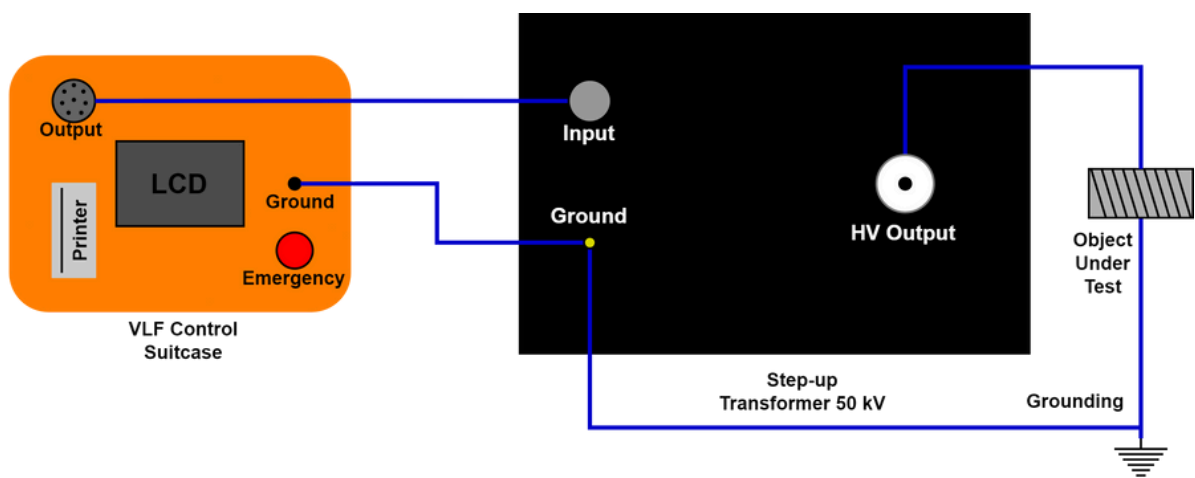 Output
LCD
Printer
Ground
Emergency
VLF Control
Suitcase
Input
Ground
HV Output
Step-up
Transformer 50 kV
Object
Under
Test
Grounding